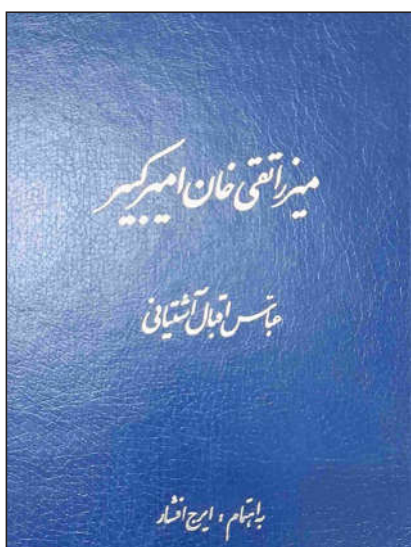 میرزا تقی خان امیرکبیر
عباس اقبال آشتیانی
به اهتمام : ایرج افشار